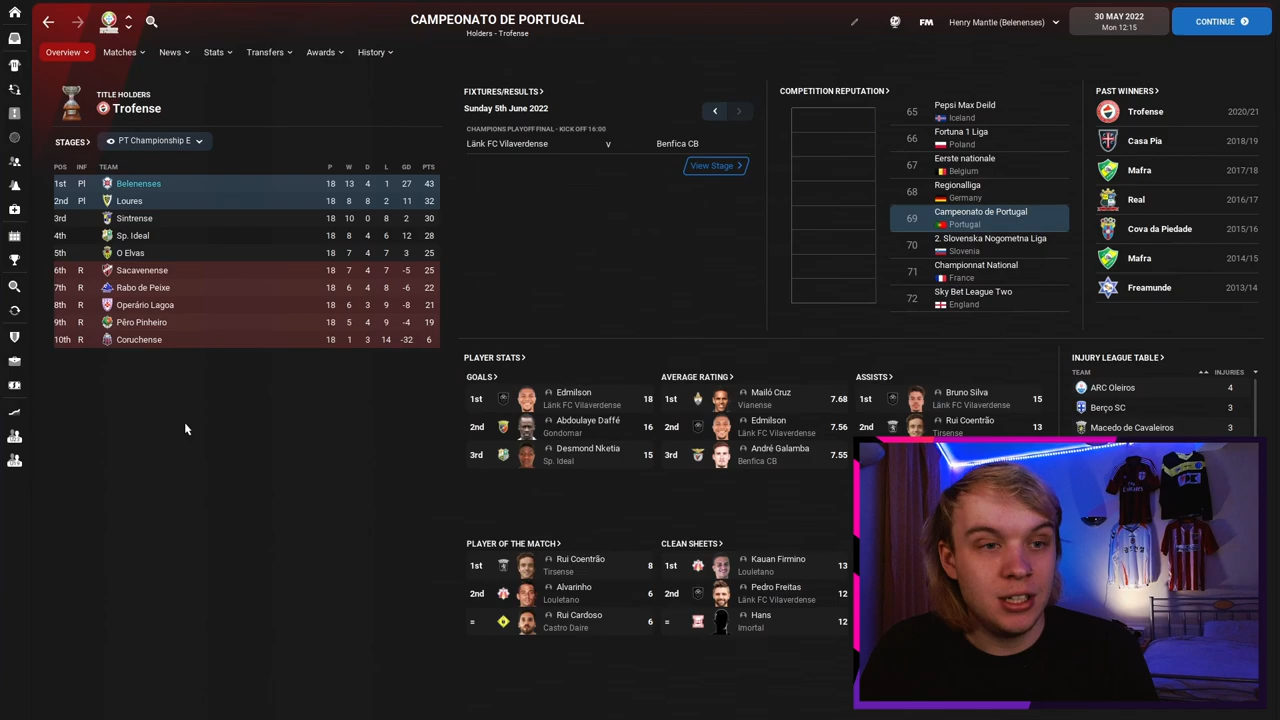 CAMPEONATO DE PORTUGAL
Holders - Trofense
FM
Henry Mantle (Belenenses)
30 MAY 2022
Mon 12:15
CONTINUE
Overview
Matches
News
Stats
Transfers
Awards
History
TITLE HOLDERS
Trofense
STAGES
PT Championship E
POS INF TEAM P W D L GD PTS
1st Pl Belenenses 18 13 4 1 27 43
2nd Pl Loures 18 8 8 2 11 32
3rd Sintrense 18 10 0 8 2 30
4th Sp. Ideal 18 8 4 6 12 28
5th O Elvas 18 7 4 7 3 25
6th R Sacavenense 18 7 4 7 -5 25
7th R Rabo de Peixe 18 6 4 8 -6 22
8th R Operário Lagoa 18 6 3 9 -8 21
9th R Pêro Pinheiro 18 5 4 9 -4 19
10th R Coruchense 18 1 3 14 -32 6
FIXTURES/RESULTS
Sunday 5th June 2022
CHAMPIONS PLAYOFF FINAL - KICK OFF 16:00
Länk FC Vilaverdense v Benfica CB
View Stage
COMPETITION REPUTATION
65 Pepsi Max Deild
Iceland
66 Fortuna 1 Liga
Poland
67 Eerste nationale
Belgium
68 Regionalliga
Germany
69 Campeonato de Portugal
Portugal
70 2. Slovenska Nogometna Liga
Slovenia
71 Championnat National
France
72 Sky Bet League Two
England
PAST WINNERS
Trofense 2020/21
Casa Pia 2018/19
Mafra 2017/18
Real 2016/17
Cova da Piedade 2015/16
Mafra 2014/15
Freamunde 2013/14
PLAYER STATS
GOALS
1st Edmilson 18
Länk FC Vilaverdense
2nd Abdoulaye Daffé 16
Gondomar
3rd Desmond Nketia 15
Sp. Ideal
AVERAGE RATING
1st Mailó Cruz 7.68
Vianense
2nd Edmilson 7.56
Länk FC Vilaverdense
3rd André Galamba 7.55
Benfica CB
ASSISTS
1st Bruno Silva 15
Länk FC Vilaverdense
2nd Rui Coentrão 13
Tirsense
INJURY LEAGUE TABLE
TEAM INJURIES
ARC Oleiros 4
Berço SC 3
Macedo de Cavaleiros 3
PLAYER OF THE MATCH
1st Rui Coentrão 8
Tirsense
2nd Alvarinho 6
Louletano
= Rui Cardoso 6
Castro Daire
CLEAN SHEETS
1st Kauan Firmino 13
Louletano
2nd Pedro Freitas 12
Länk FC Vilaverdense
= Hans 12
Imortal